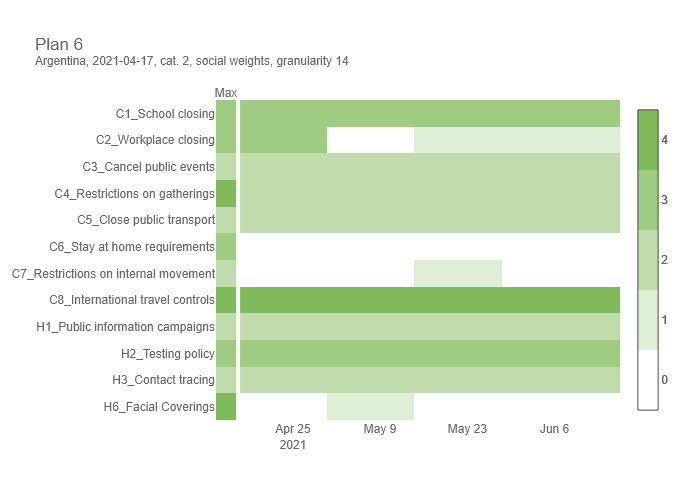 Plan 6
Argentina, 2021-04-17, cat. 2, social weights, granularity 14
Max
C1_School closing
C2_Workplace closing
C3_Cancel public events
C4_Restrictions on gatherings
C5_Close public transport
C6_Stay at home requirements
C7_Restrictions on internal movement
C8_International travel controls
H1_Public information campaigns
H2_Testing policy
H3_Contact tracing
H6_Facial Coverings
Apr 25 May 9 May 23 Jun 6
2021
4
3
2
1
0